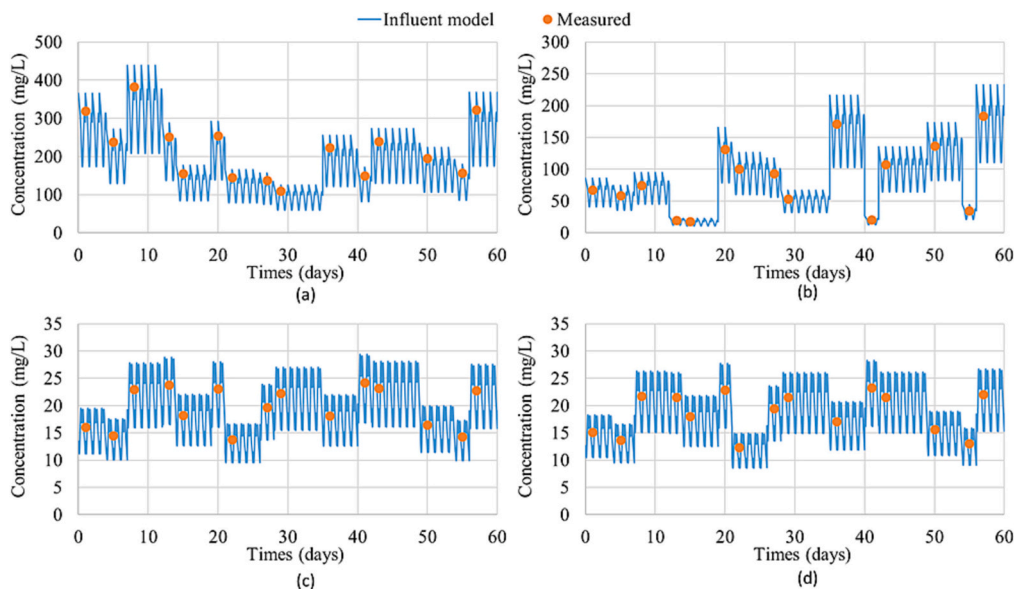 Influent model Measured
Concentration (mg/L)
500
400
300
200
100
0
0 10 20 30 40 50 60
Times (days)
(a)
Concentration (mg/L)
300
250
200
150
100
50
0
0 10 20 30 40 50 60
Times (days)
(b)
Concentration (mg/L)
35
30
25
20
15
10
5
0
0 10 20 30 40 50 60
Times (days)
(c)
Concentration (mg/L)
35
30
25
20
15
10
5
0
0 10 20 30 40 50 60
Times (days)
(d)